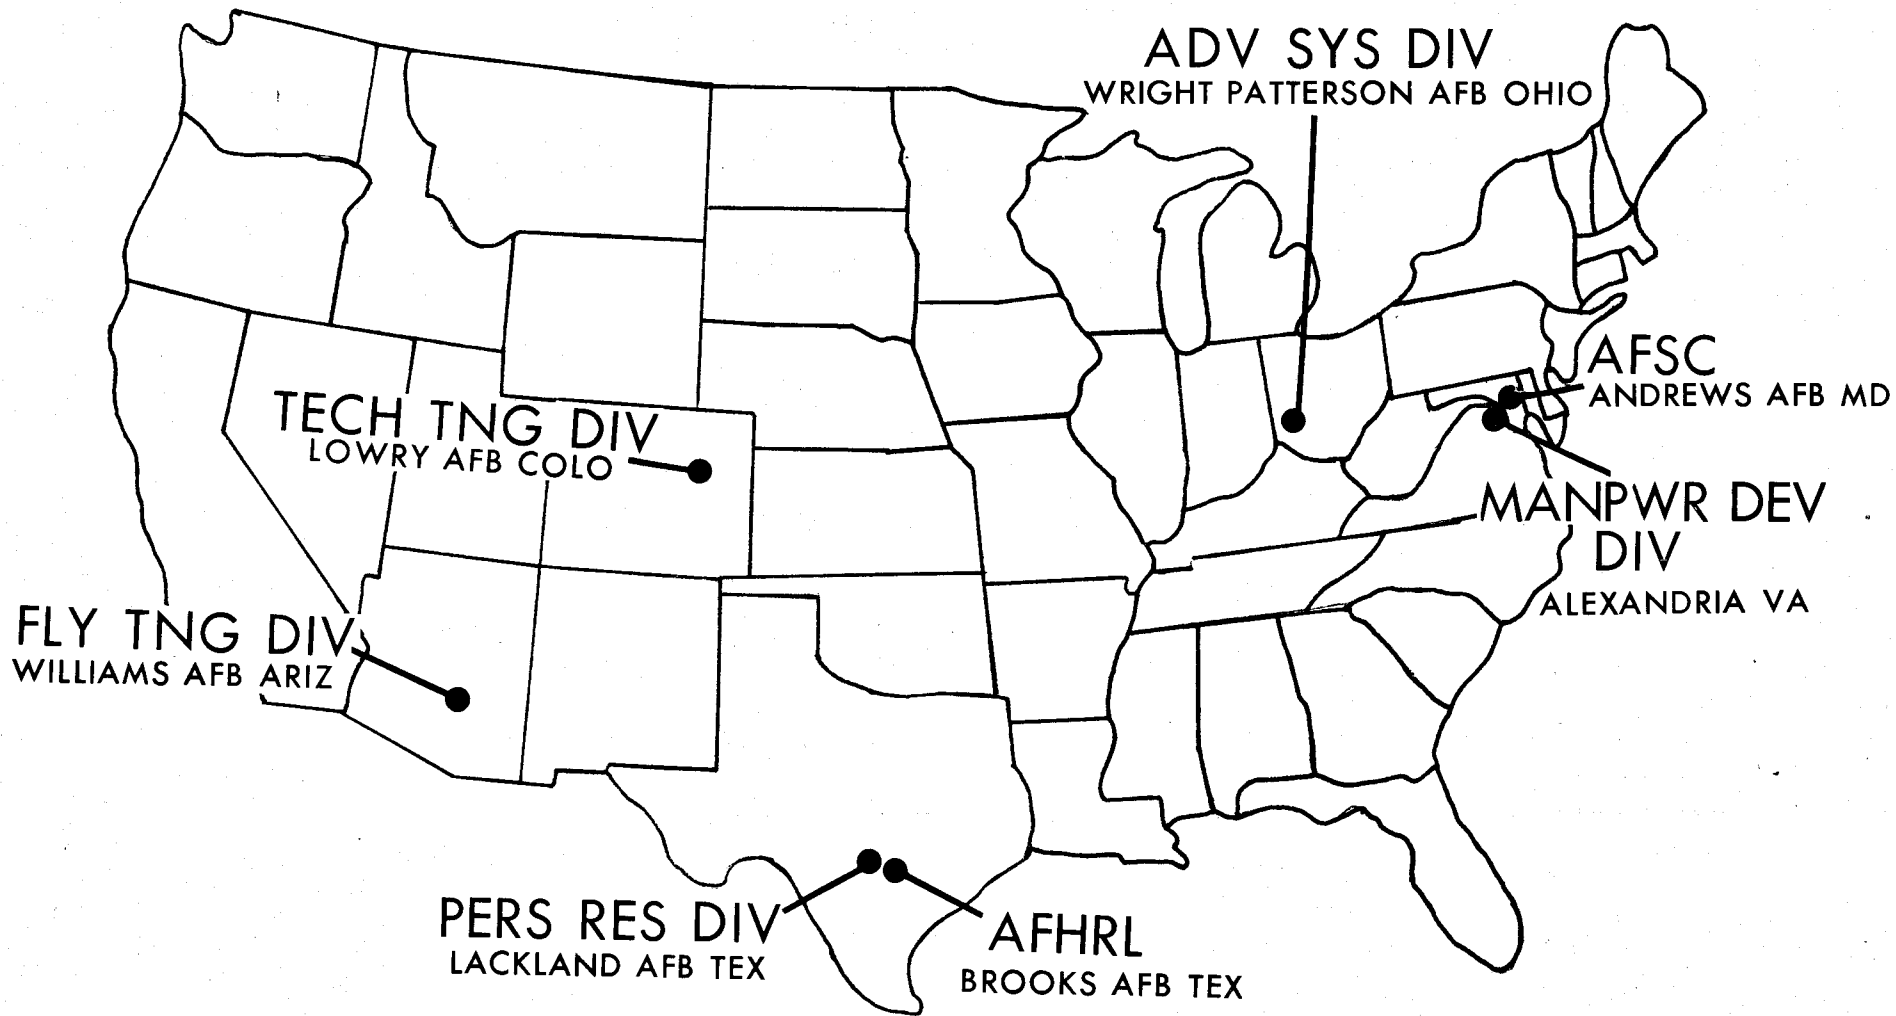 ADV SYS DIV
WRIGHT PATTERSON AFB OHIO
AFSC
ANDREWS AFB MD
TECH TNG DIV
LOWRY AFB COLO
MANPWR DEV
DIV
ALEXANDRIA VA
FLY TNG DIV
WILLIAMS AFB ARIZ
PERS RES DIV
LACKLAND AFB TEX
AFHRL
BROOKS AFB TEX